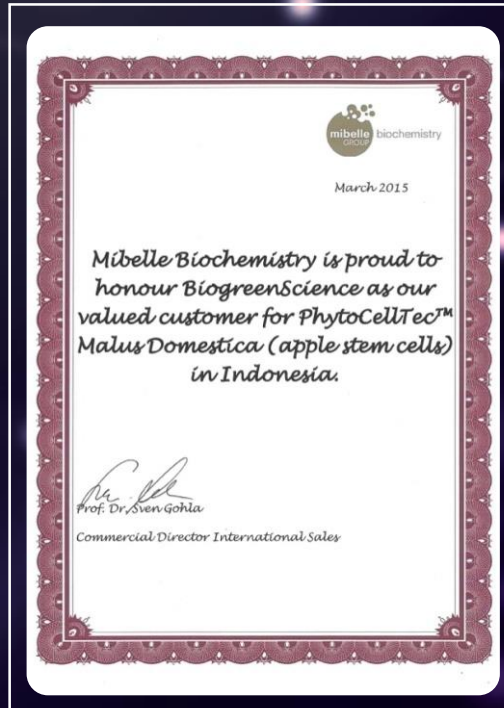 mibelle
GROUP
biochemistry
March 2015
Mibelle Biochemistry is proud to
honour BiogreenScience as our
valued customer for PhytoCellTec™
Malus Domestica (apple stem cells)
in Indonesia.
Prof. Dr. Sven Gohla
Commercial Director International Sales